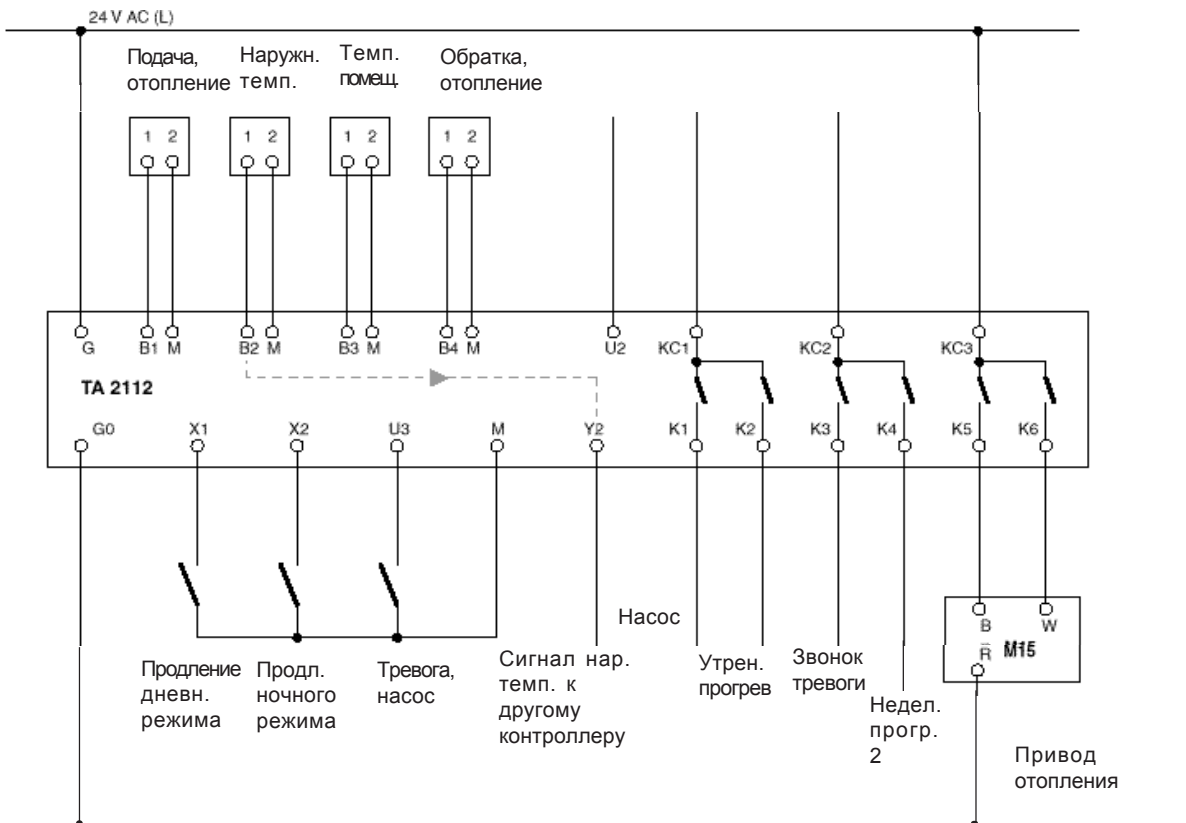 24 V AC (L)
Подача,
отопление
Наружн.
темп.
Темп.
помещ.
Обратка,
отопление
1 2
1 2
1 2
1 2
G
B1 M
B2 M
B3 M
B4 M
U2
KC1
KC2
KC3
TA 2112
G0
X1
X2
U3
M
Y2
K1
K2
K3
K4
K5
K6
B
W
R
M15
Насос
Продление
дневн.
режима
Продл.
ночного
режима
Тревога,
насос
Сигнал нар.
темп. к
другому
контроллеру
Утрен.
прогрев
Звонок
тревоги
Недел.
прогр.
2
Привод
отопления